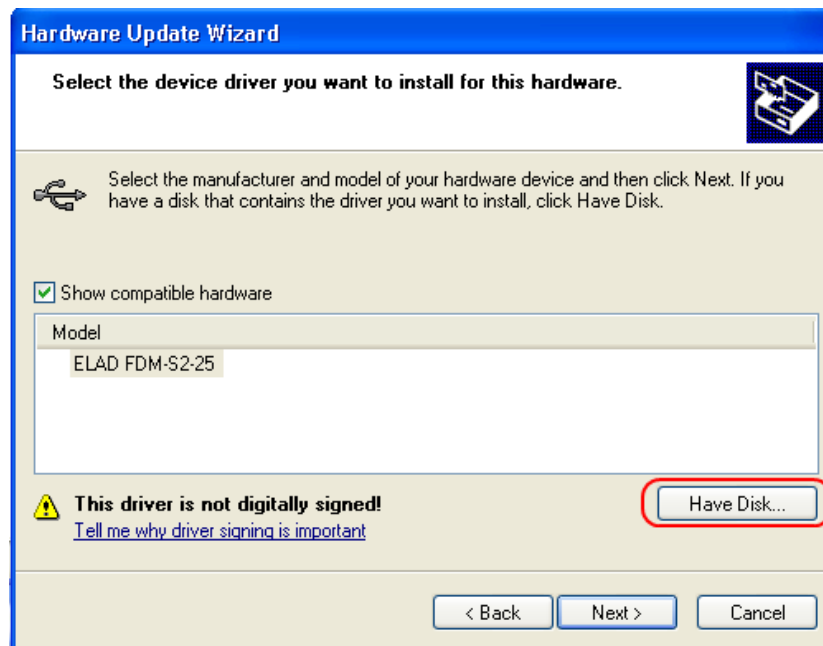 Hardware Update Wizard
Select the device driver you want to install for this hardware.
Select the manufacturer and model of your hardware device and then click Next. If you
have a disk that contains the driver you want to install, click Have Disk.
Show compatible hardware
Model
ELAD FDM-S2-25
This driver is not digitally signed!
Have Disk...
Tell me why driver signing is important
< Back
Next >
Cancel